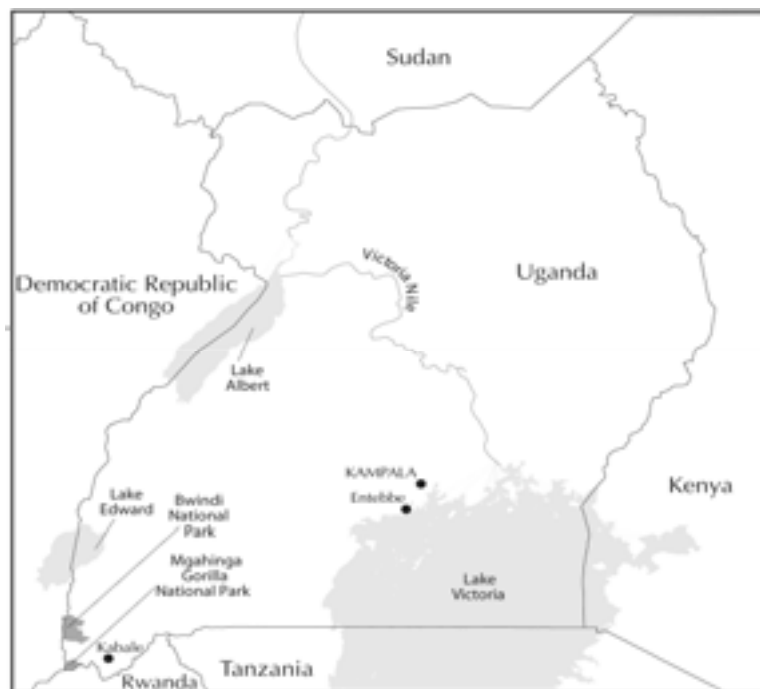 Sudan
Victoria Nile
Uganda
Democratic Republic
of Congo
Lake
Albert
KAMPALA
Entebbe
Kenya
Lake
Edward
Bwindi
National
Park
Mgahinga
Gorilla
National Park
Lake
Victoria
Kabale
Tanzania
Rwanda